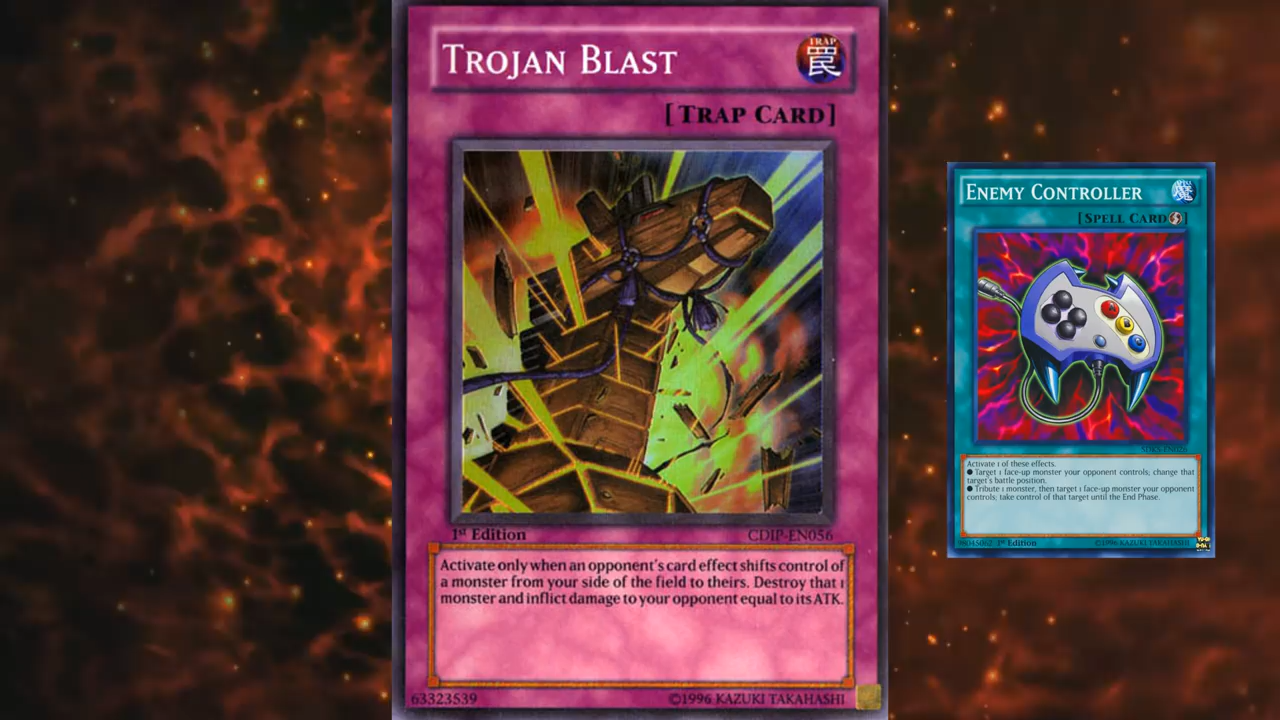 TROJAN BLAST
TRAP
罠
[TRAP CARD]
1st Edition
CDIP-EN056
Activate only when an opponent's card effect shifts control of
a monster from your side of the field to theirs. Destroy that 1
monster and inflict damage to your opponent equal to its ATK.
63323539
©1996 KAZUKI TAKAHASHI
ENEMY CONTROLLER
魔
[SPELL CARD]
Activate 1 of these effects.
● Target 1 face-up monster your opponent controls; change that
target's battle position.
● Tribute 1 monster, then target 1 face-up monster your opponent
controls; take control of that target until the End Phase.
1st Edition
©1996 KAZUKI TAKAHASHI